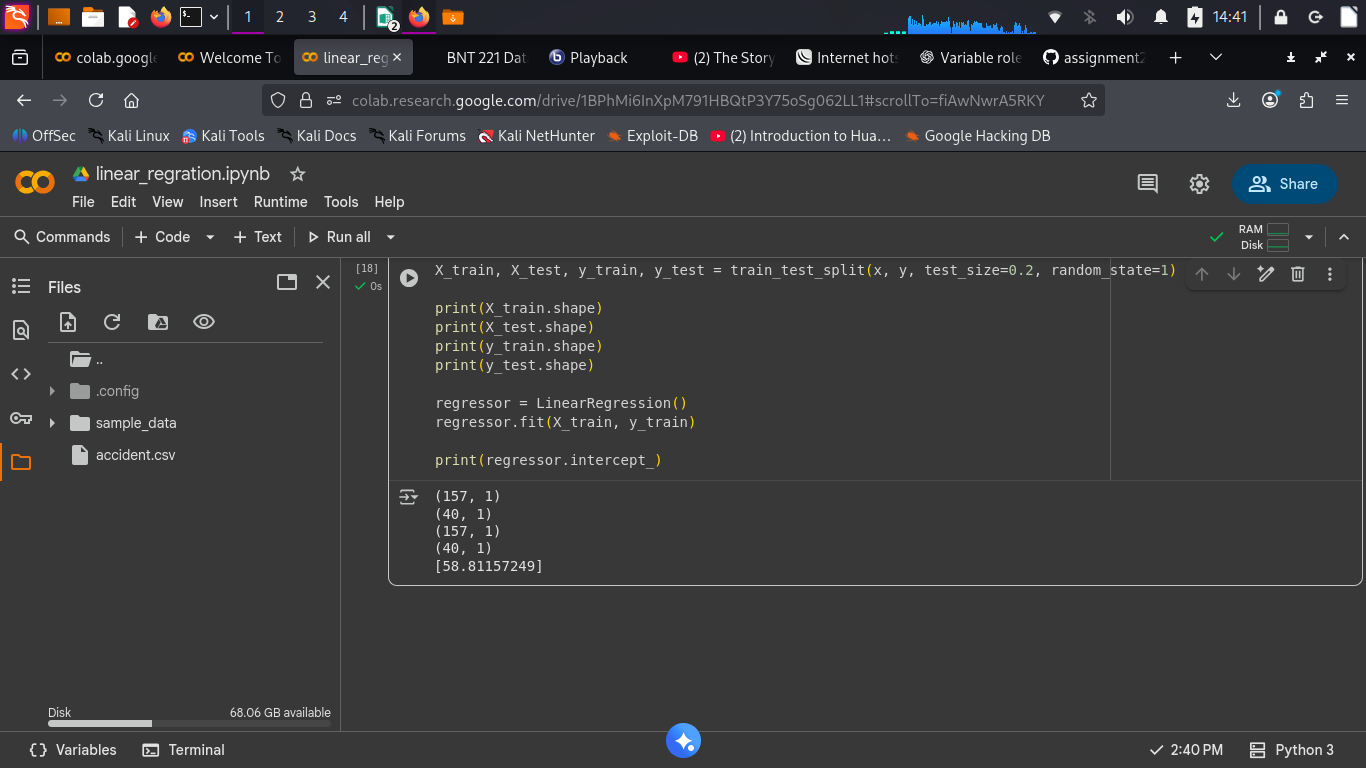 1
2
3
4
2
14:41
colab.google
Welcome To
linear_reg
BNT 221 Dat
Playback
(2) The Story
Internet hots
Variable role
assignment2
colab.research.google.com/drive/1BPhMi6InXpM791HBQtP3Y75oSg062LL1#scrollTo=fiAwNwrA5RKY
OffSec
Kali Linux
Kali Tools
Kali Docs
Kali Forums
Kali NetHunter
Exploit-DB
(2) Introduction to Hua…
Google Hacking DB
linear_regration.ipynb
File Edit View Insert Runtime Tools Help
Share
Commands
+ Code
+ Text
Run all
RAM
Disk
Files
..
.config
sample_data
accident.csv
Disk
68.06 GB available
[18]
0s
X_train, X_test, y_train, y_test = train_test_split(x, y, test_size=0.2, random_state=1)
print(X_train.shape)
print(X_test.shape)
print(y_train.shape)
print(y_test.shape)
regressor = LinearRegression()
regressor.fit(X_train, y_train)
print(regressor.intercept_)
(157, 1)
(40, 1)
(157, 1)
(40, 1)
[58.81157249]
Variables
Terminal
2:40 PM
Python 3